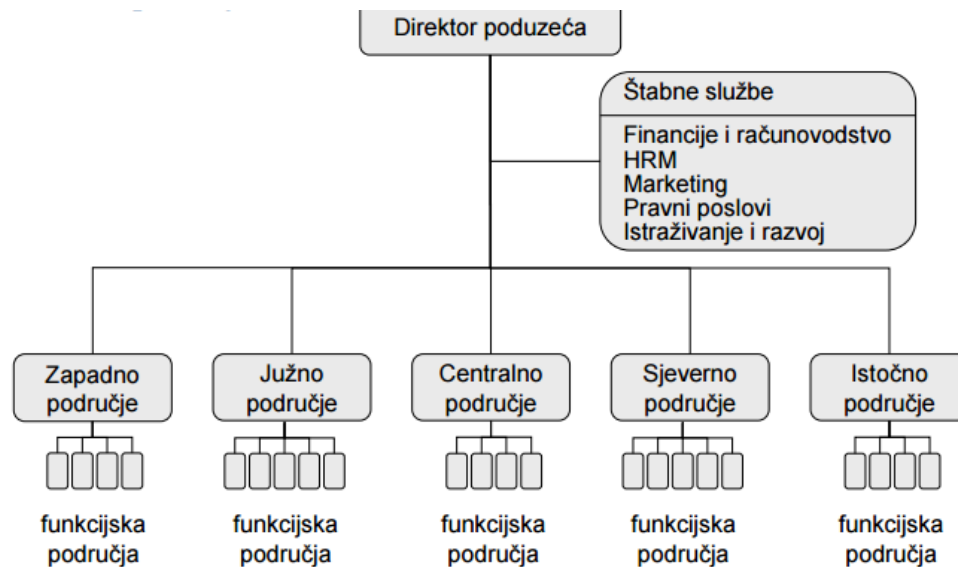 Direktor poduzeća
Štabne službe
Financije i računovodstvo
HRM
Marketing
Pravni poslovi
Istraživanje i razvoj
Zapadno
područje
Južno
područje
Centralno
područje
Sjeverno
područje
Istočno
područje
funkcijska
područja
funkcijska
područja
funkcijska
područja
funkcijska
područja
funkcijska
područja